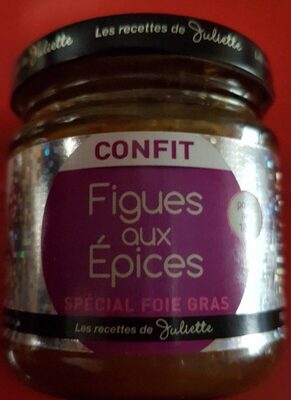 Les recettes de Juliette
CONFIT
Figues
aux
Épices
SPÉCIAL FOIE GRAS
Les recettes de Juliette